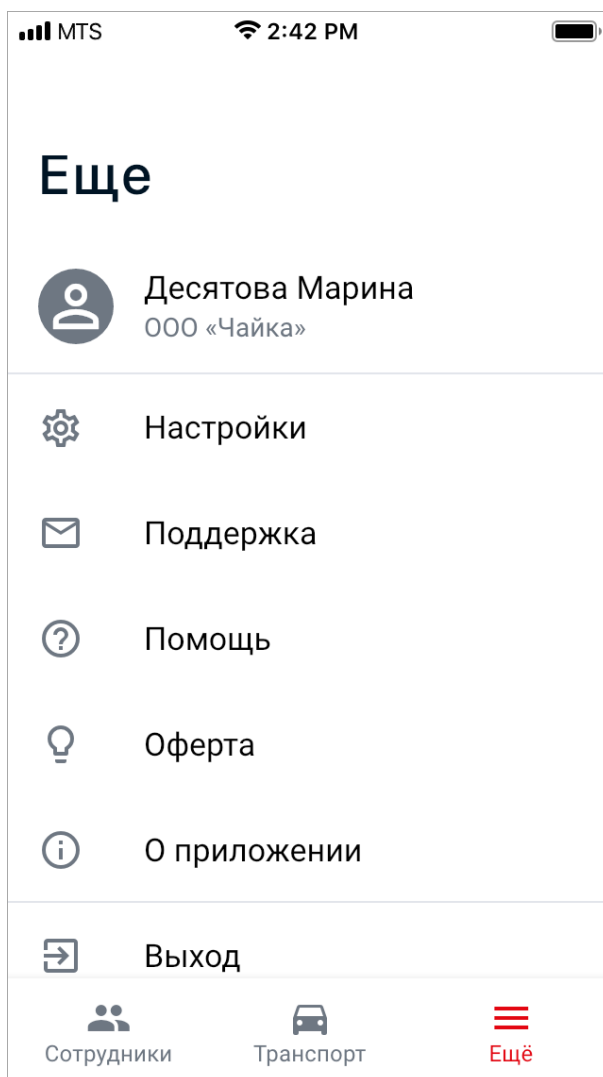 MTS 2:42 PM
Еще
Десятова Марина
ООО «Чайка»
Настройки
Поддержка
Помощь
Оферта
О приложении
Выход
Сотрудники Транспорт Ещё